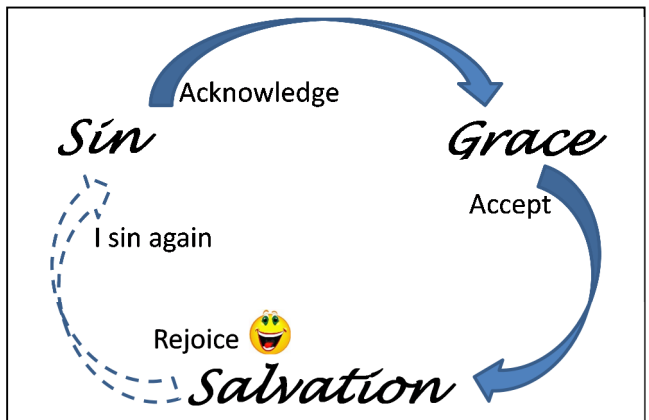 Acknowledge
Sin
Grace
Accept
I sin again
Rejoice
Salvation